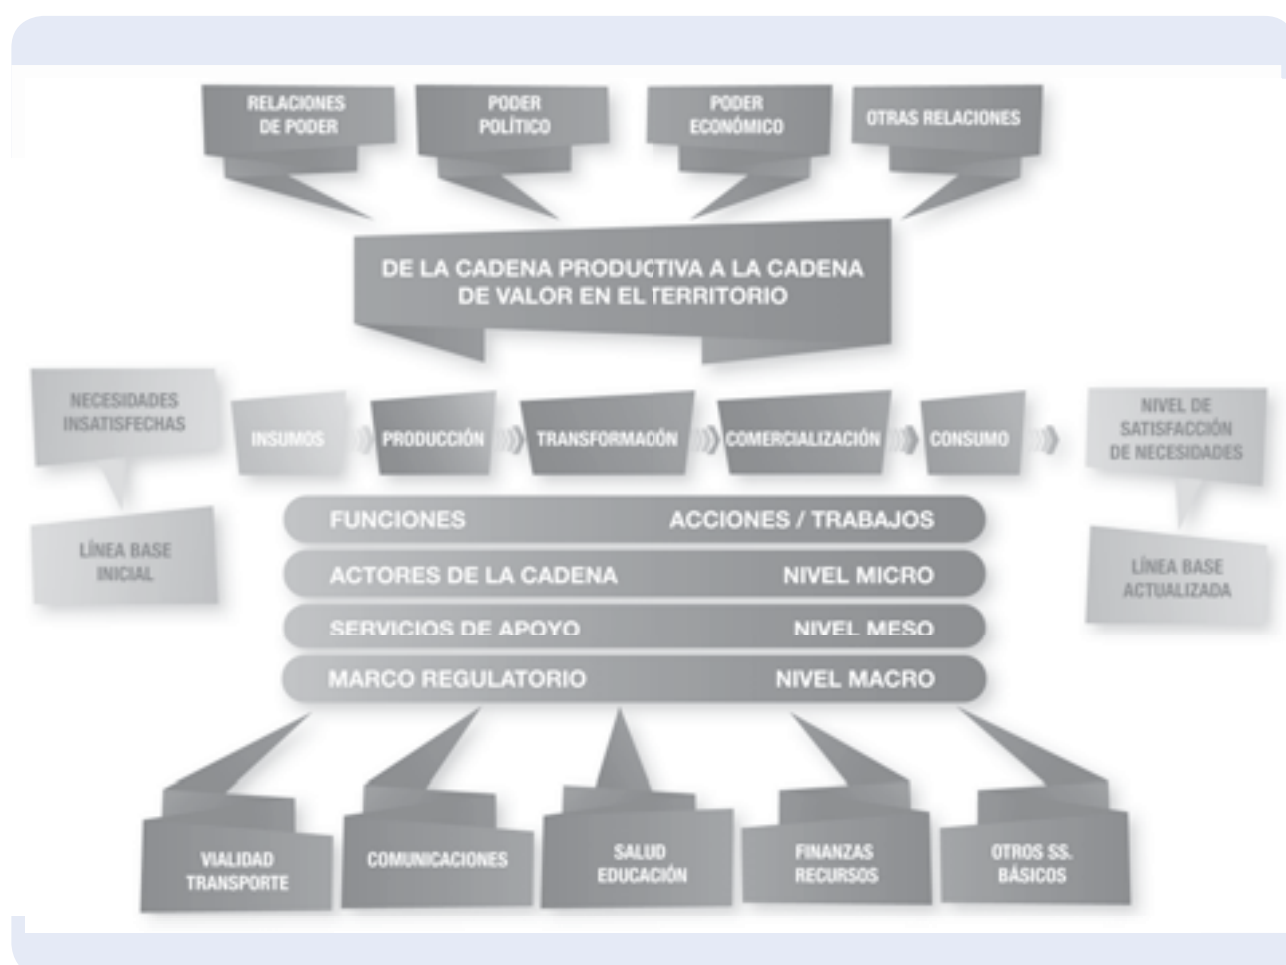 RELACIONES
DE PODER
PODER
POLÍTICO
PODER
ECONÓMICO
OTRAS RELACIONES
DE LA CADENA PRODUCTIVA A LA CADENA
DE VALOR EN EL TERRITORIO
NECESIDADES
INSATISFECHAS
LÍNEA BASE
INICIAL
INSUMOS
PRODUCCIÓN
TRANSFORMACIÓN
COMERCIALIZACIÓN
CONSUMO
NIVEL DE
SATISFACCIÓN
DE NECESIDADES
LÍNEA BASE
ACTUALIZADA
FUNCIONES ACCIONES / TRABAJOS
ACTORES DE LA CADENA NIVEL MICRO
SERVICIOS DE APOYO NIVEL MESO
MARCO REGULATORIO NIVEL MACRO
VIALIDAD
TRANSPORTE
COMUNICACIONES
SALUD
EDUCACIÓN
FINANZAS
RECURSOS
OTROS SS.
BÁSICOS